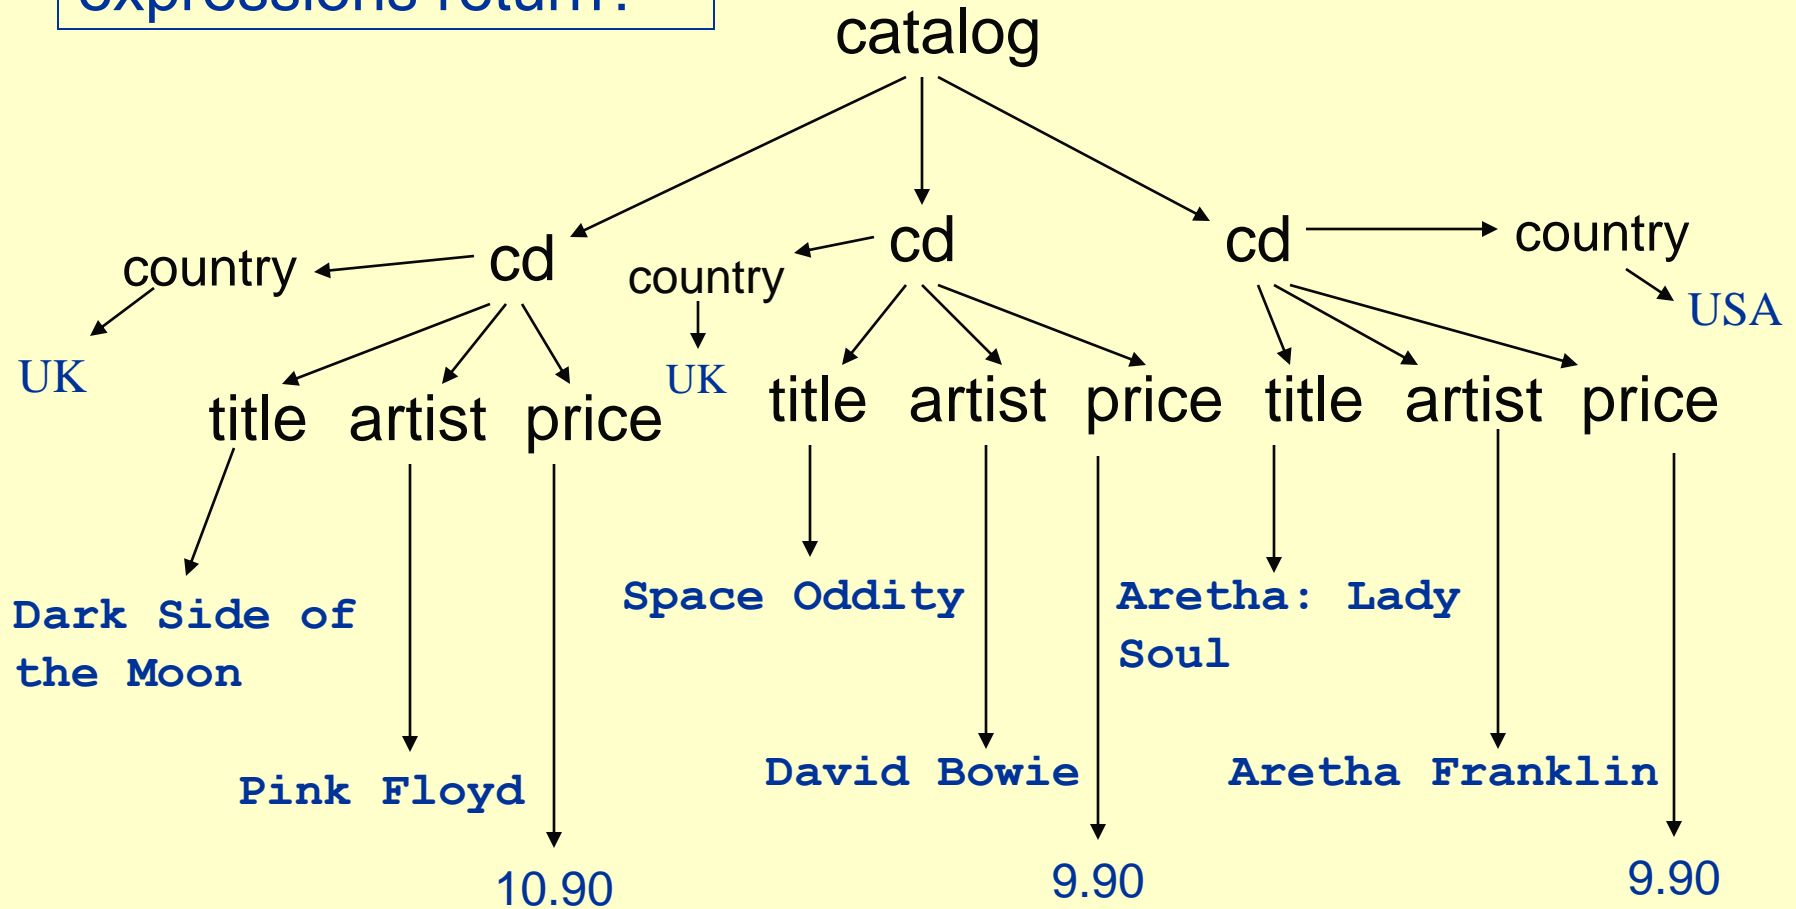 expressions return?
catalog
country cd country cd cd country
UK UK USA
title artist price title artist price title artist price
Dark Side of
the Moon
Space Oddity
Aretha: Lady
Soul
Pink Floyd
David Bowie
Aretha Franklin
10.90
9.90
9.90